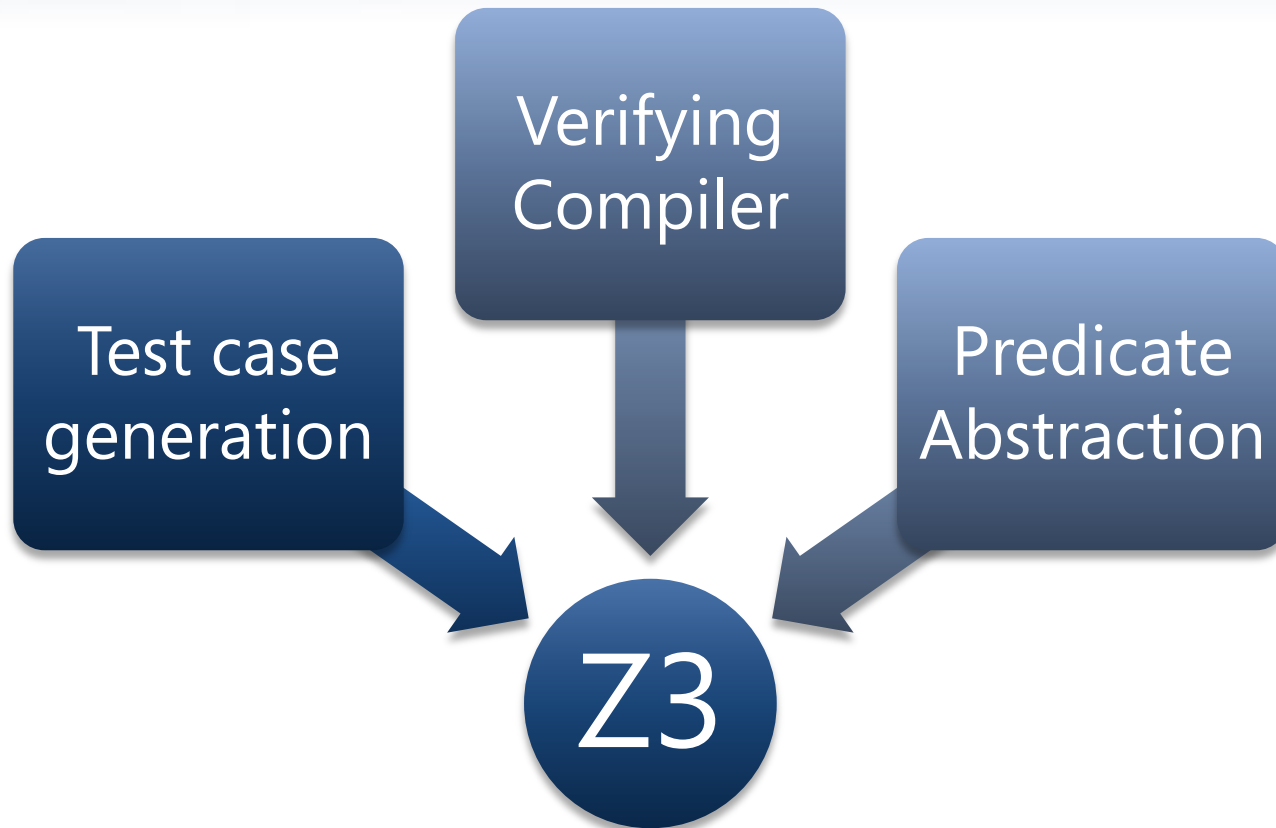 Verifying
Compiler
Test case
generation
Predicate
Abstraction
Z3